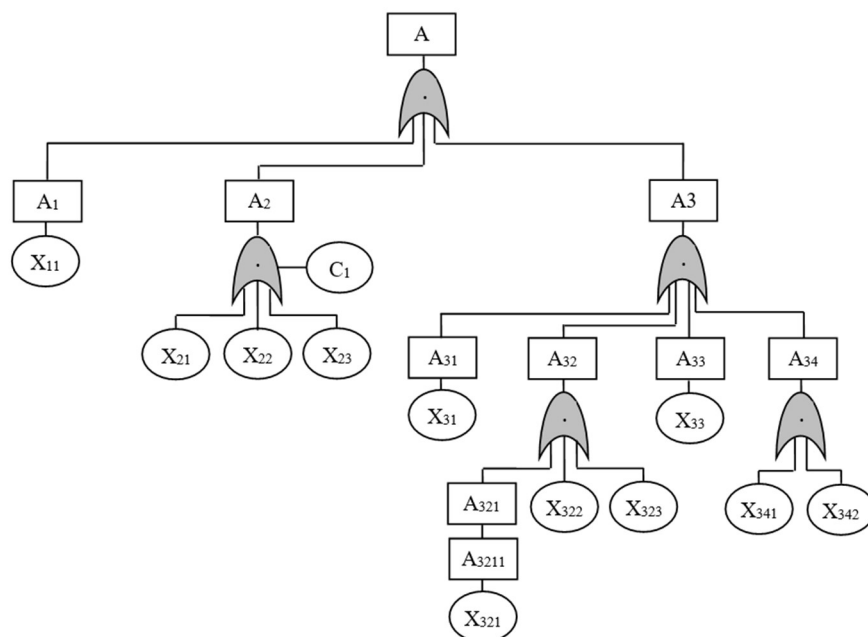 A
A₁
A₂
A3
X₁₁
C₁
X₂₁
X₂₂
X₂₃
A₃₁
A₃₂
A₃₃
A₃₄
X₃₁
X₃₃
A₃₂₁
X₃₂₂
X₃₂₃
X₃₄₁
X₃₄₂
A₃₂₁₁
X₃₂₁